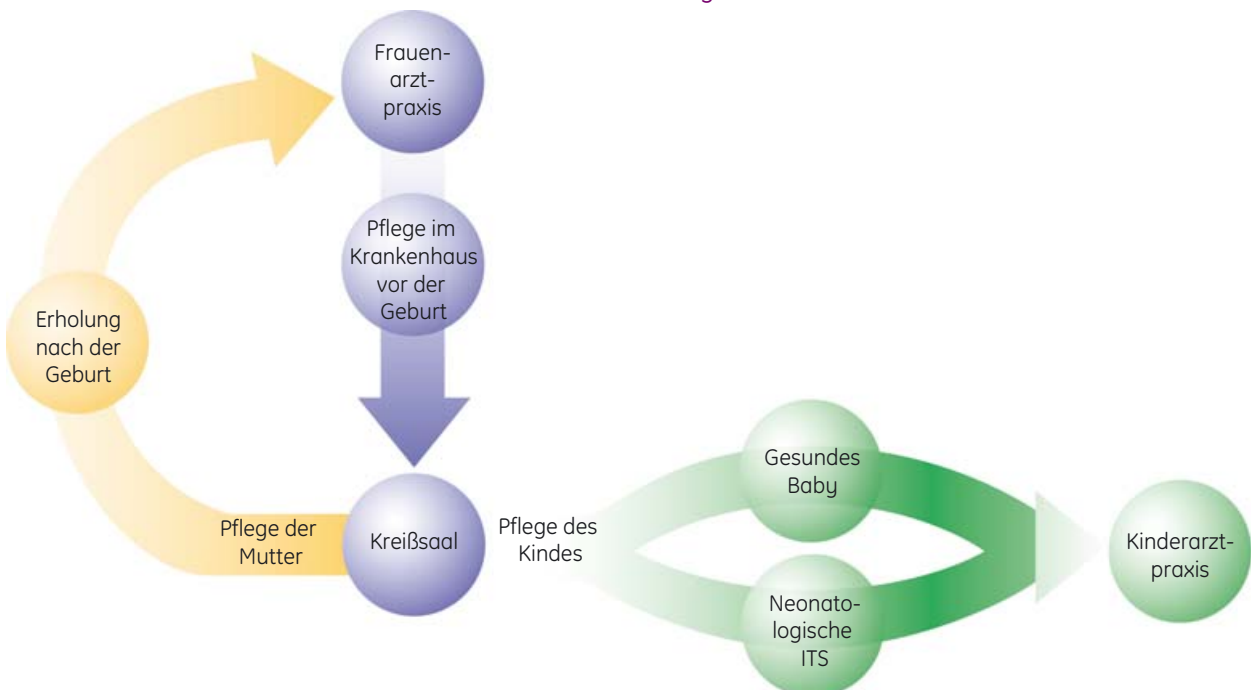 Frauen-
arzt-
praxis
Pflege im
Krankenhaus
vor der
Geburt
Erholung
nach der
Geburt
Pflege der
Mutter
Kreißsaal
Pflege des
Kindes
Gesundes
Baby
Neonato-
logische
ITS
Kinderarzt-
praxis